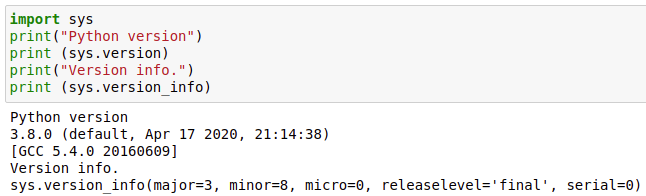 import sys
print("Python version")
print (sys.version)
print("Version info.")
print (sys.version_info)
Python version
3.8.0 (default, Apr 17 2020, 21:14:38)
[GCC 5.4.0 20160609]
Version info.
sys.version_info(major=3, minor=8, micro=0, releaselevel='final', serial=0)